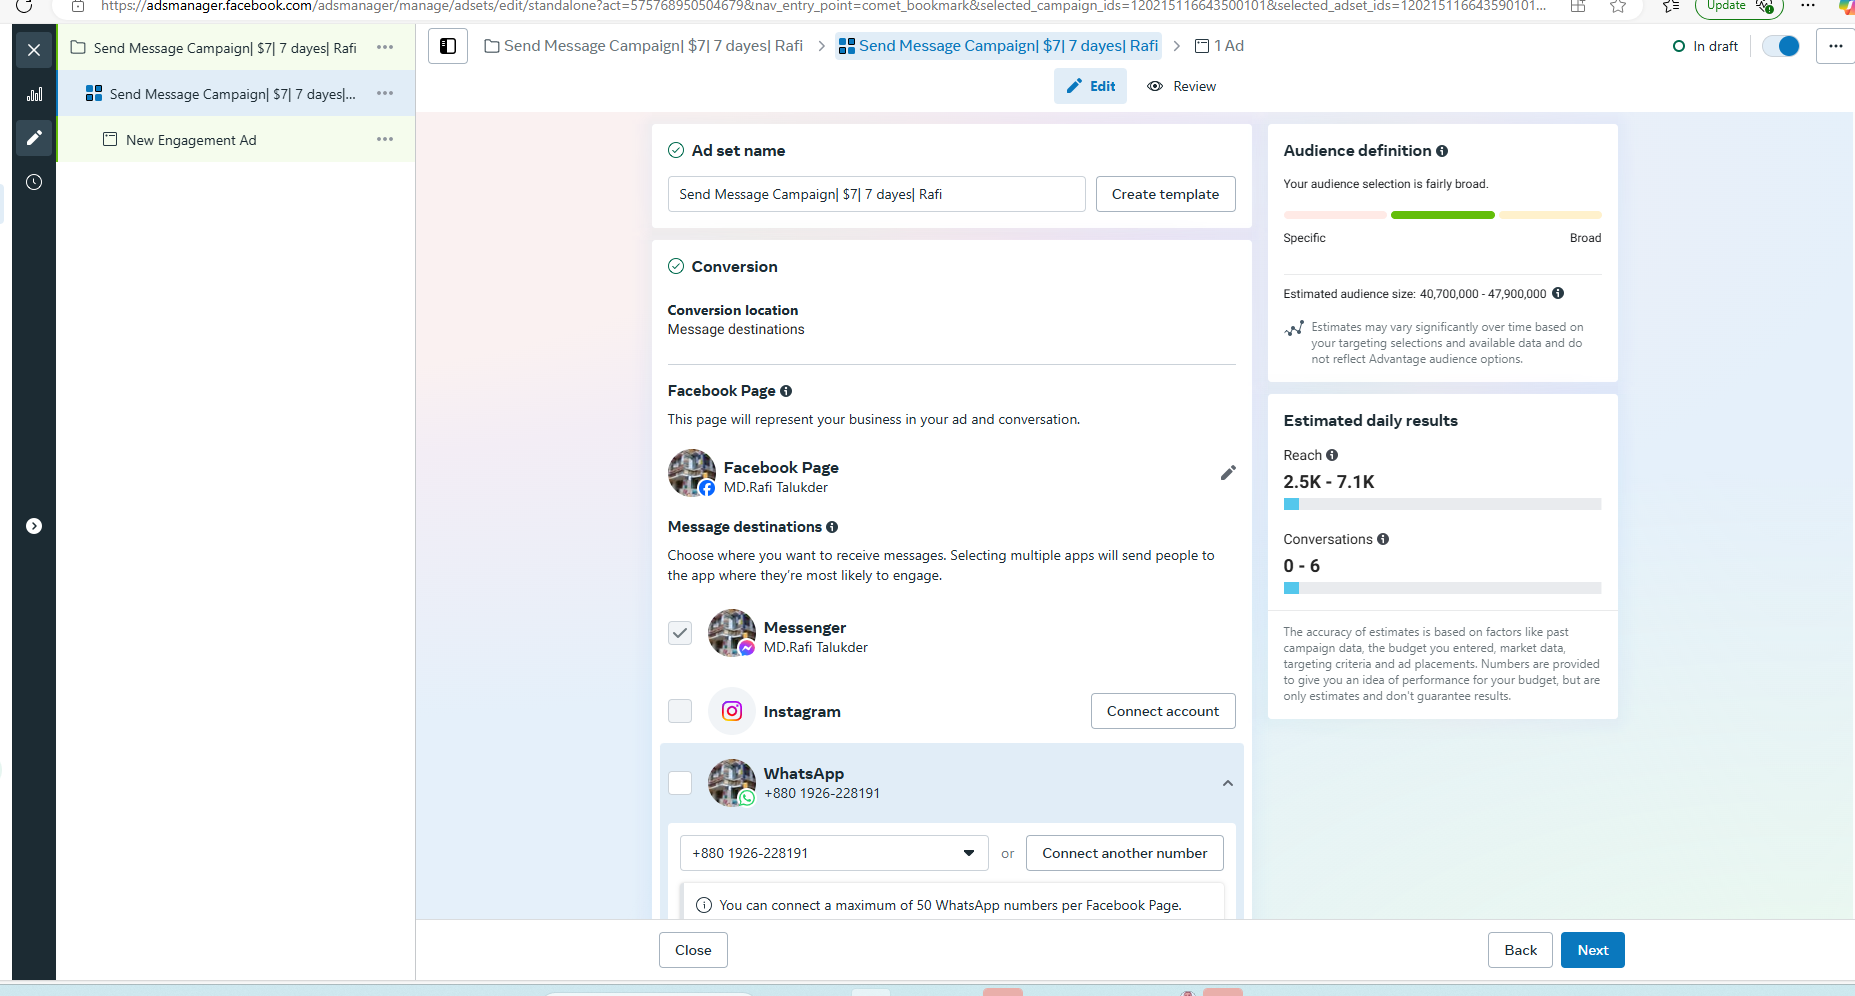 https://adsmanager.facebook.com/adsmanager/manage/adsets/edit/standalone?act=575768950504679&nav_entry_point=comet_bookmark&selected_campaign_ids=120215116643500101&selected_adset_ids=120215116643590101...
Update
Send Message Campaign| $7| 7 dayes| Rafi
Send Message Campaign| $7| 7 dayes|...
New Engagement Ad
Send Message Campaign| $7| 7 dayes| Rafi
Send Message Campaign| $7| 7 dayes| Rafi
1 Ad
In draft
Edit
Review
Ad set name
Send Message Campaign| $7| 7 dayes| Rafi
Create template
Conversion
Conversion location
Message destinations
Facebook Page
This page will represent your business in your ad and conversation.
Facebook Page
MD.Rafi Talukder
Message destinations
Choose where you want to receive messages. Selecting multiple apps will send people to
the app where they're most likely to engage.
Messenger
MD.Rafi Talukder
Instagram
Connect account
WhatsApp
+880 1926-228191
+880 1926-228191
or
Connect another number
You can connect a maximum of 50 WhatsApp numbers per Facebook Page.
Close
Back
Next
Audience definition
Your audience selection is fairly broad.
Specific
Broad
Estimated audience size: 40,700,000 - 47,900,000
Estimates may vary significantly over time based on
your targeting selections and available data and do
not reflect Advantage audience options.
Estimated daily results
Reach
2.5K - 7.1K
Conversations
0 - 6
The accuracy of estimates is based on factors like past
campaign data, the budget you entered, market data,
targeting criteria and ad placements. Numbers are provided
to give you an idea of performance for your budget, but are
only estimates and don't guarantee results.